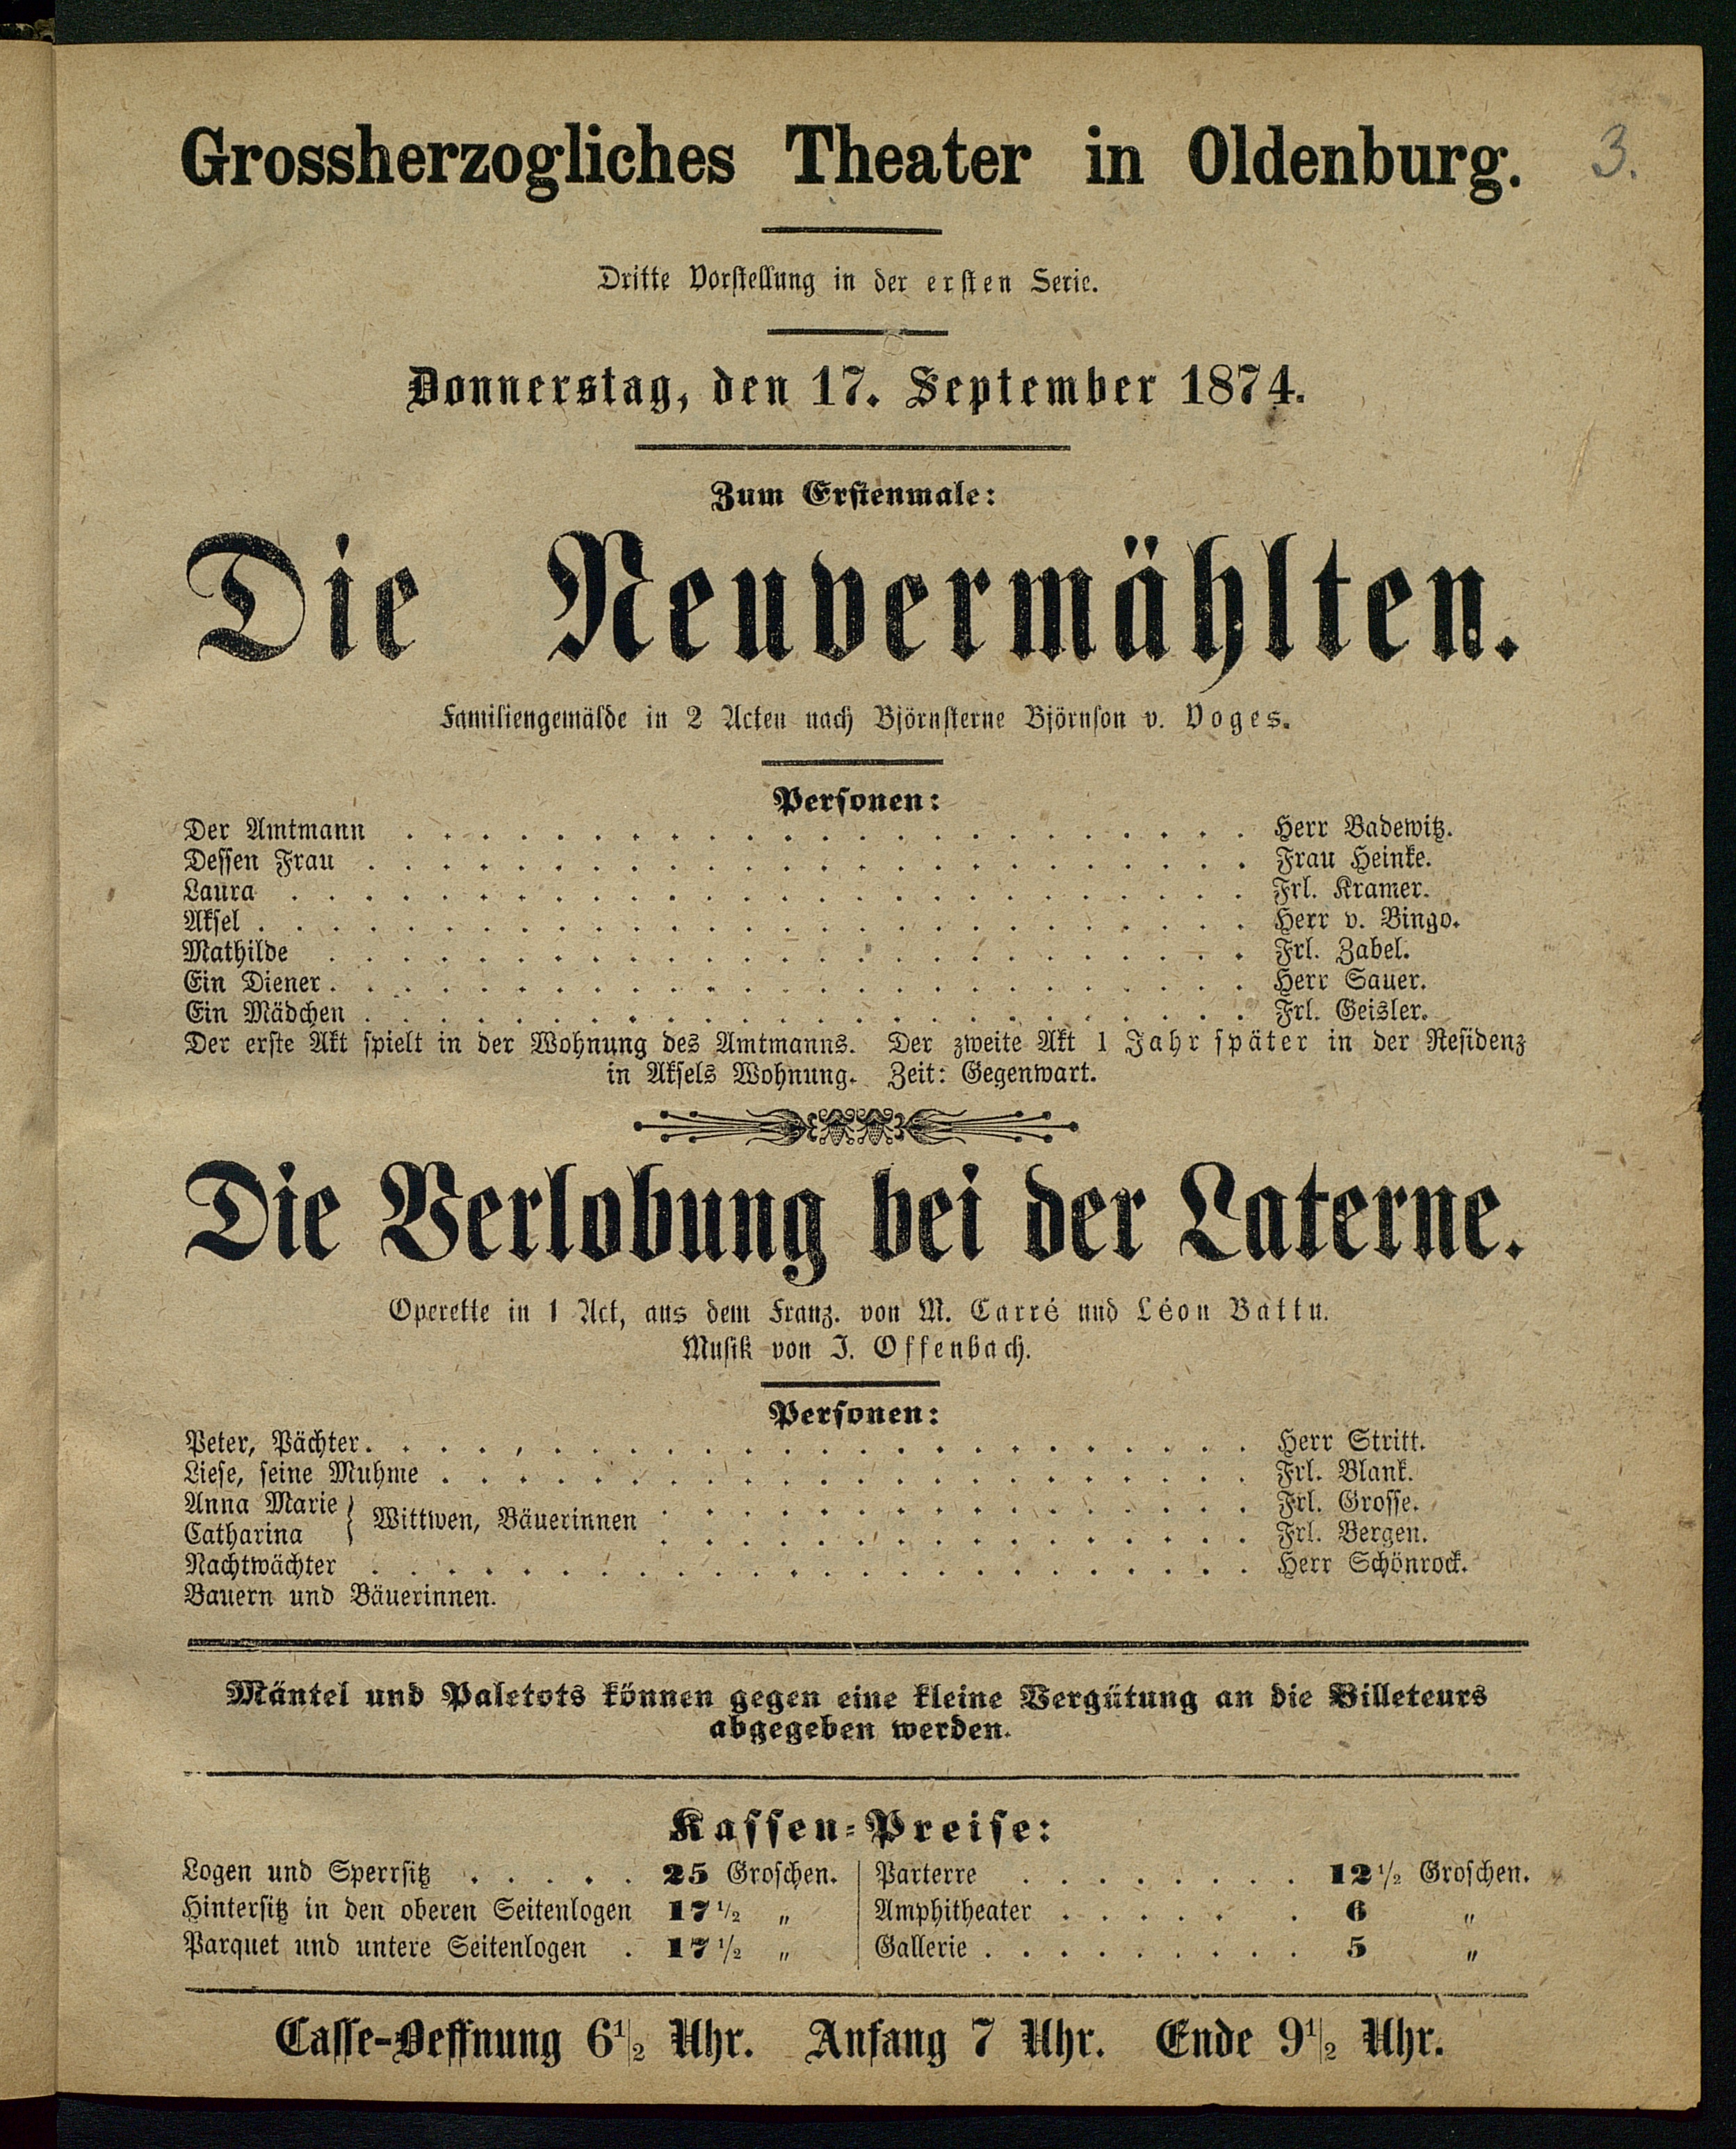 Grossherzogliches Theater in Oldenburg.
3.
Dritte Vorstellung in der ersten Serie.
Donnerstag, den 17. September 1874.
Zum Erstenmale:
Die Neuvermählten.
Familiengemälde in 2 Acten nach Björnsterne Björnson v. Voges.
Personen:
Der Amtmann . . . . . . . . . . Herr Badewitz.
Dessen Frau . . . . . . . . . . Frau Heinke.
Laura . . . . . . . . . . Frl. Kramer.
Aksel . . . . . . . . . . Herr v. Bingo.
Mathilde . . . . . . . . . . Frl. Zabel.
Ein Diener . . . . . . . . . . Herr Sauer.
Ein Mädchen . . . . . . . . . . Frl. Geisler.
Der erste Akt spielt in der Wohnung des Amtmanns. Der zweite Akt 1 Jahr später in der Residenz
in Aksels Wohnung. Zeit: Gegenwart.
Die Verlobung bei der Laterne.
Operette in 1 Act, aus dem Franz. von M. Carré und Léon Battu.
Musik von J. Offenbach.
Personen:
Peter, Pächter . . . . . . . . . . Herr Stritt.
Liese, seine Muhme . . . . . . . . . . Frl. Blank.
Anna Marie } Wittwen, Bäuerinnen . . . . . . . . . . Frl. Grosse.
Catharina . . . . . . . . . . Frl. Bergen.
Nachtwächter . . . . . . . . . . Herr Schönrock.
Bauern und Bäuerinnen.
Mäntel und Paletots können gegen eine kleine Vergütung an die Billeteurs
abgegeben werden.
Kassen-Preise:
Logen und Sperrsitz . . . . . 25 Groschen. | Parterre . . . . . . . . 12½ Groschen.
Hintersitz in den oberen Seitenlogen 17½ „ | Amphitheater . . . . . . 6 „
Parquet und untere Seitenlogen . 17½ „ | Gallerie . . . . . . . . . 5 „
Casse-Oeffnung 6½ Uhr. Anfang 7 Uhr. Ende 9½ Uhr.